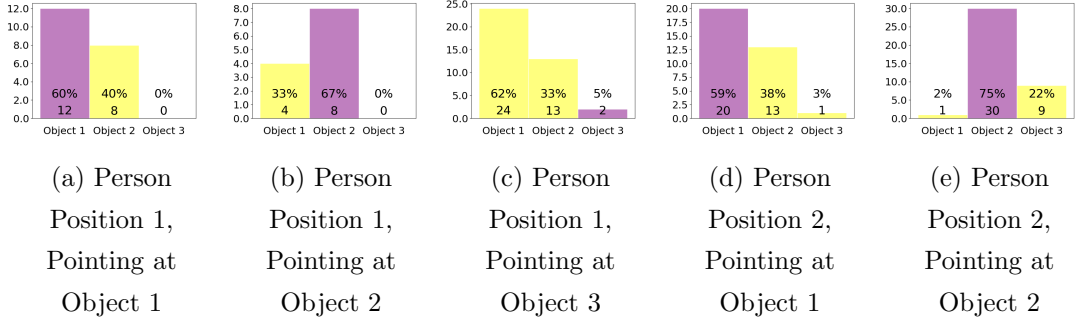 12.0
10.0
8.0
6.0
4.0
2.0
0.0
60% 40% 0%
12 8 0
Object 1 Object 2 Object 3
8.0
7.0
6.0
5.0
4.0
3.0
2.0
1.0
0.0
33% 67% 0%
4 8 0
Object 1 Object 2 Object 3
25.0
20.0
15.0
10.0
5.0
0.0
62% 33% 5%
24 13 2
Object 1 Object 2 Object 3
20.0
17.5
15.0
12.5
10.0
7.5
5.0
2.5
0.0
59% 38% 3%
20 13 1
Object 1 Object 2 Object 3
30.0
25.0
20.0
15.0
10.0
5.0
0.0
2% 75% 22%
1 30 9
Object 1 Object 2 Object 3
(a) Person
Position 1,
Pointing at
Object 1
(b) Person
Position 1,
Pointing at
Object 2
(c) Person
Position 1,
Pointing at
Object 3
(d) Person
Position 2,
Pointing at
Object 1
(e) Person
Position 2,
Pointing at
Object 2